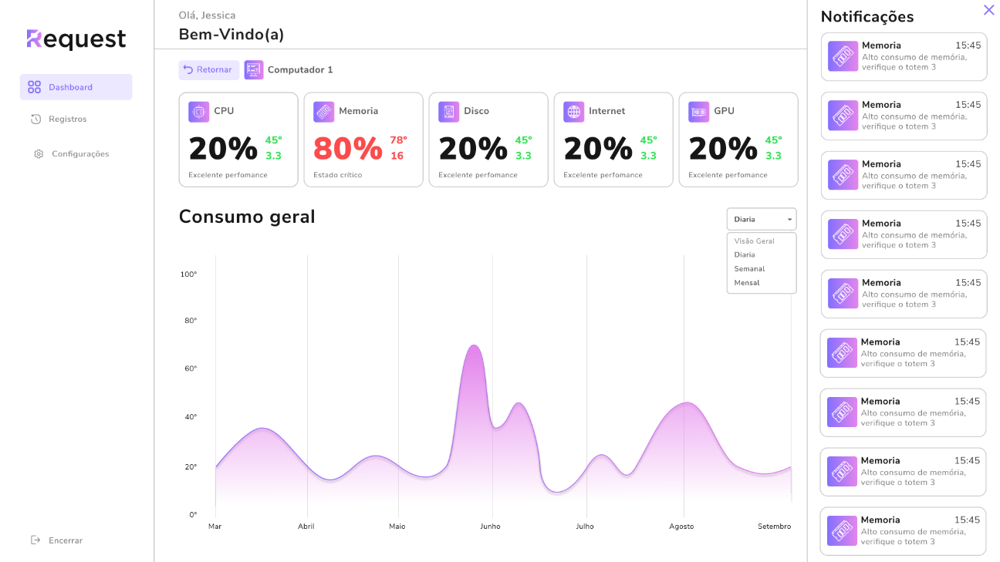 Request
Dashboard
Registros
Configurações
Encerrar
Olá, Jessica
Bem-Vindo(a)
Retornar
Computador 1
CPU
20%
45°
3.3
Excelente perfomance
Memoria
80%
78°
16
Estado crítico
Disco
20%
45°
3.3
Excelente perfomance
Internet
20%
45°
3.3
Excelente perfomance
GPU
20%
45°
3.3
Excelente perfomance
Consumo geral
Diaria
Visão Geral
Diaria
Semanal
Mensal
100°
80°
60°
40°
20°
0°
Mar Abril Maio Junho Julho Agosto Setembro
Notificações
Memoria 15:45
Alto consumo de memória,
verifique o totem 3
Memoria 15:45
Alto consumo de memória,
verifique o totem 3
Memoria 15:45
Alto consumo de memória,
verifique o totem 3
Memoria 15:45
Alto consumo de memória,
verifique o totem 3
Memoria 15:45
Alto consumo de memória,
verifique o totem 3
Memoria 15:45
Alto consumo de memória,
verifique o totem 3
Memoria 15:45
Alto consumo de memória,
verifique o totem 3
Memoria 15:45
Alto consumo de memória,
verifique o totem 3
Memoria 15:45
Alto consumo de memória,
verifique o totem 3